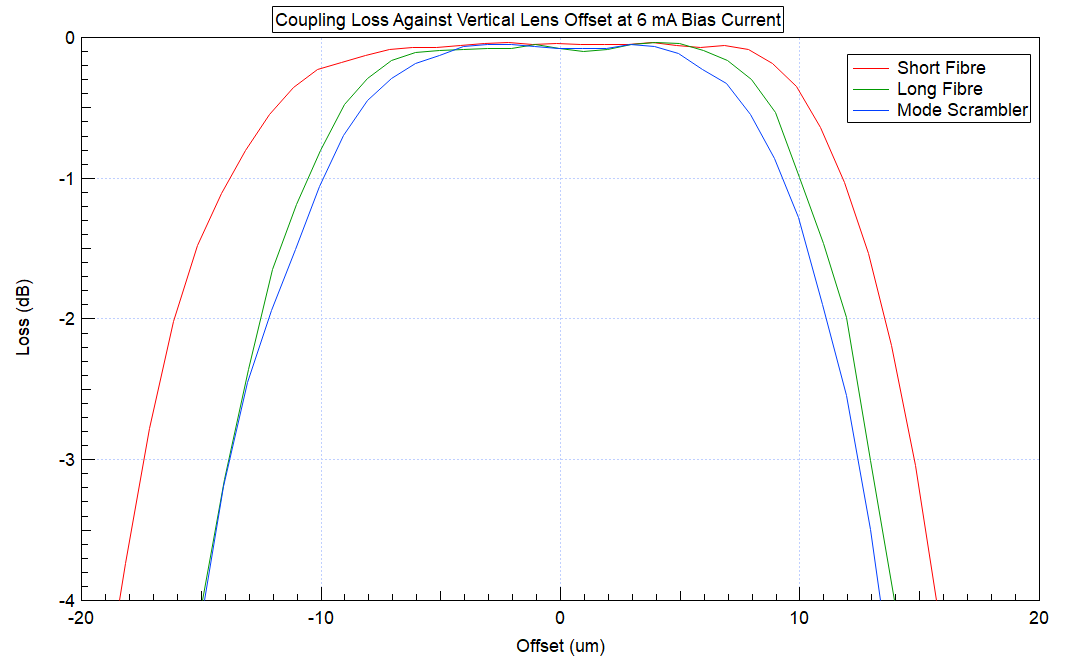 Coupling Loss Against Vertical Lens Offset at 6 mA Bias Current
Short Fibre
Long Fibre
Mode Scrambler
Loss (dB)
0
-1
-2
-3
-4
-20
-10
0
10
20
Offset (um)